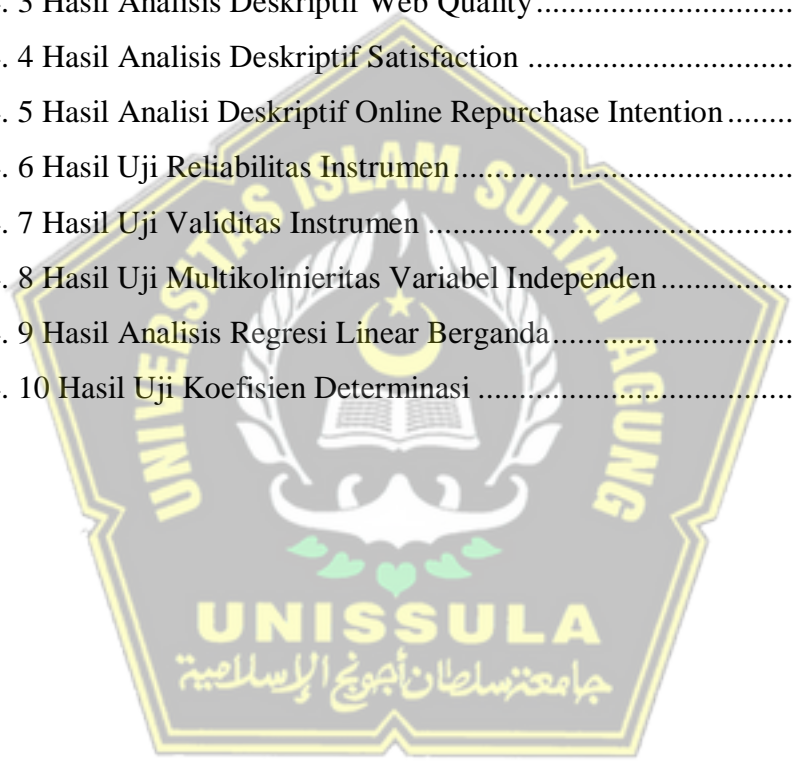 . 3 Hasil Analisis Deskriptif Web Quality................................
. 4 Hasil Analisis Deskriptif Satisfaction .................................
. 5 Hasil Analisi Deskriptif Online Repurchase Intention........
. 6 Hasil Uji Reliabilitas Instrumen..........................................
. 7 Hasil Uji Validitas Instrumen ............................................
. 8 Hasil Uji Multikolinieritas Variabel Independen................
. 9 Hasil Analisis Regresi Linear Berganda.............................
. 10 Hasil Uji Koefisien Determinasi ......................................
UNIVERSITAS ISLAM SULTAN AGUNG
UNISSULA
جامعة سلطان أجونج الإسلامية